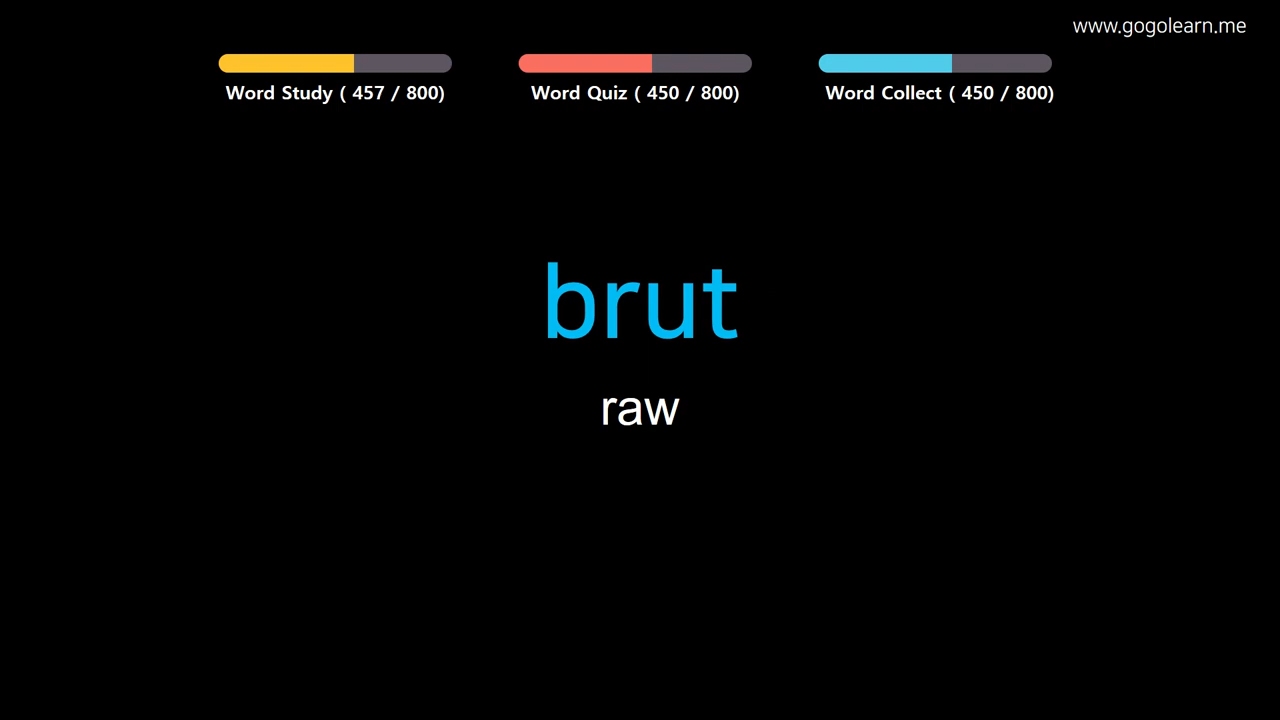 www.gogolearn.me
Word Study ( 457 / 800)
Word Quiz ( 450 / 800)
Word Collect ( 450 / 800)
brut
raw